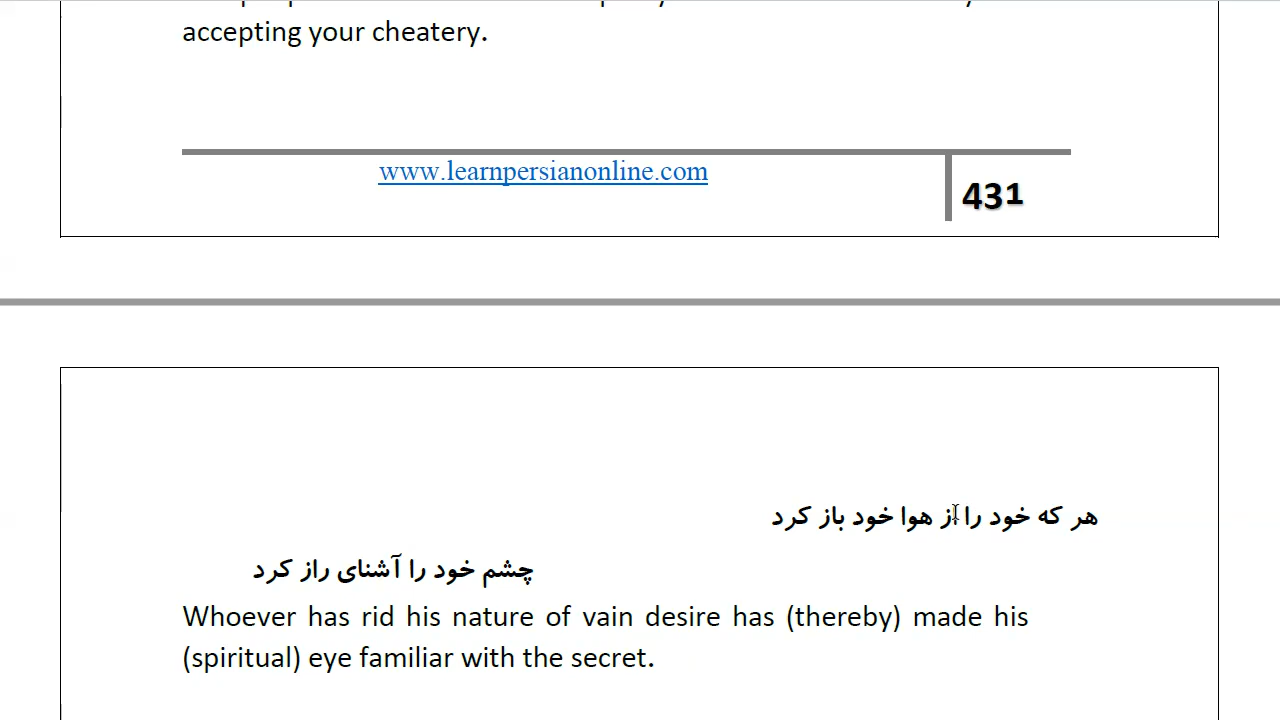 accepting your cheatery.
www.learnpersianonline.com
431
هر که خود را از هوا خود باز کرد
چشم خود را آشنای راز کرد
Whoever has rid his nature of vain desire has (thereby) made his
(spiritual) eye familiar with the secret.